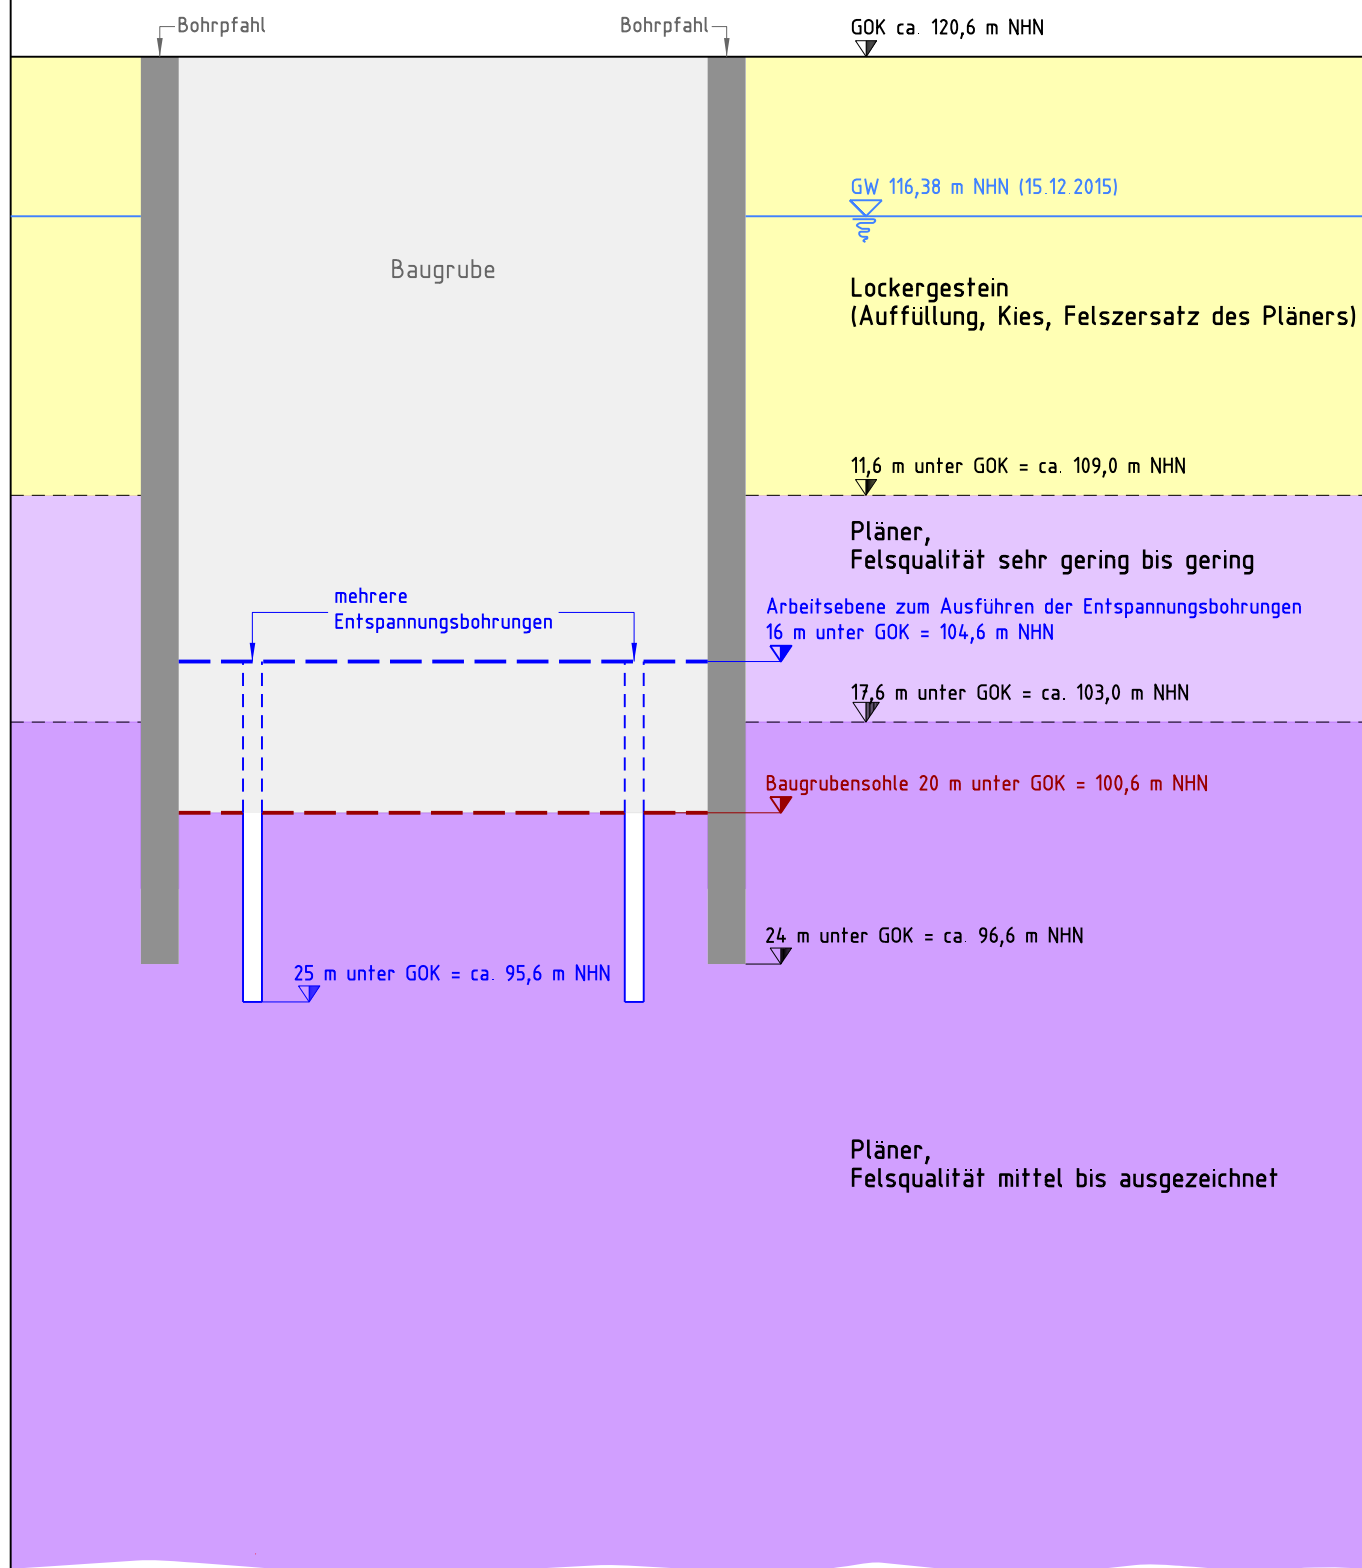 Bohrpfahl
Bohrpfahl
GOK ca. 120,6 m NHN
GW 116,38 m NHN (15.12.2015)
Baugrube
Lockergestein
(Auffüllung, Kies, Felszersatz des Pläners)
11,6 m unter GOK = ca. 109,0 m NHN
Pläner,
Felsqualität sehr gering bis gering
mehrere
Entspannungsbohrungen
Arbeitsebene zum Ausführen der Entspannungsbohrungen
16 m unter GOK = 104,6 m NHN
17,6 m unter GOK = ca. 103,0 m NHN
Baugrubensohle 20 m unter GOK = 100,6 m NHN
24 m unter GOK = ca. 96,6 m NHN
25 m unter GOK = ca. 95,6 m NHN
Pläner,
Felsqualität mittel bis ausgezeichnet